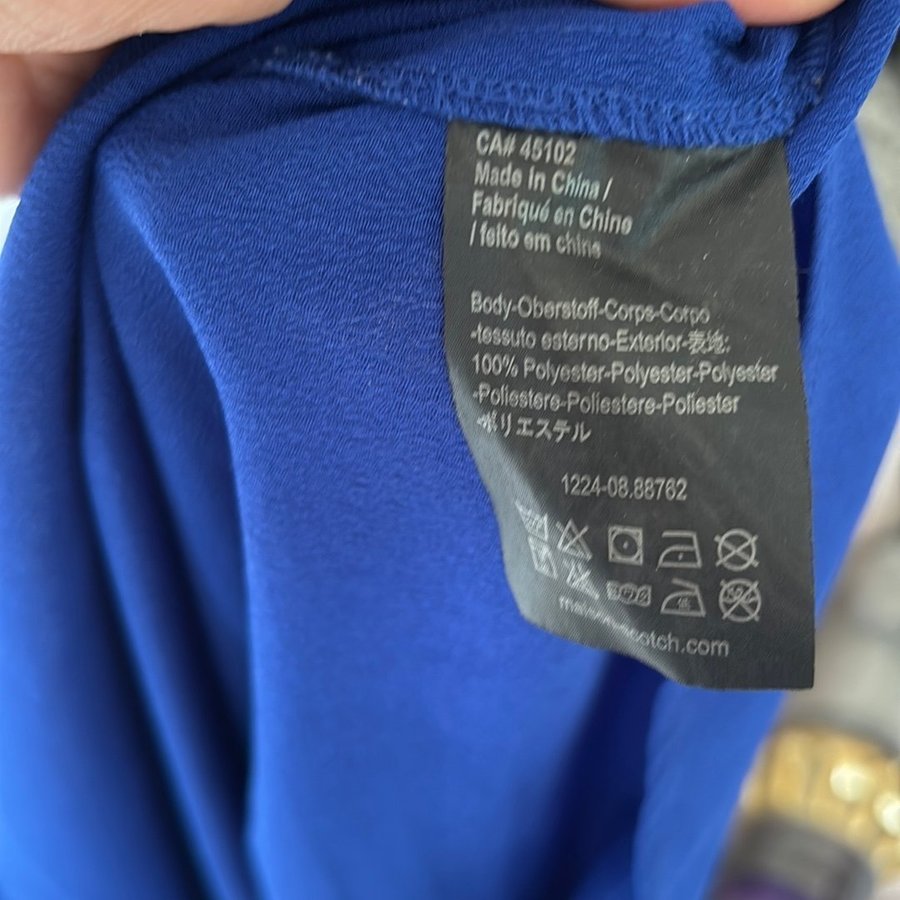 CA# 45102
Made in China /
Fabriqué en Chine
/ feito em china
Body-Oberstoff-Corps-Corpo
-tessuto esterno-Exterior-表地:
100% Polyester-Polyester-Polyester
-Poliestere-Poliestere-Poliester
-ポリエステル
1224-08.88762